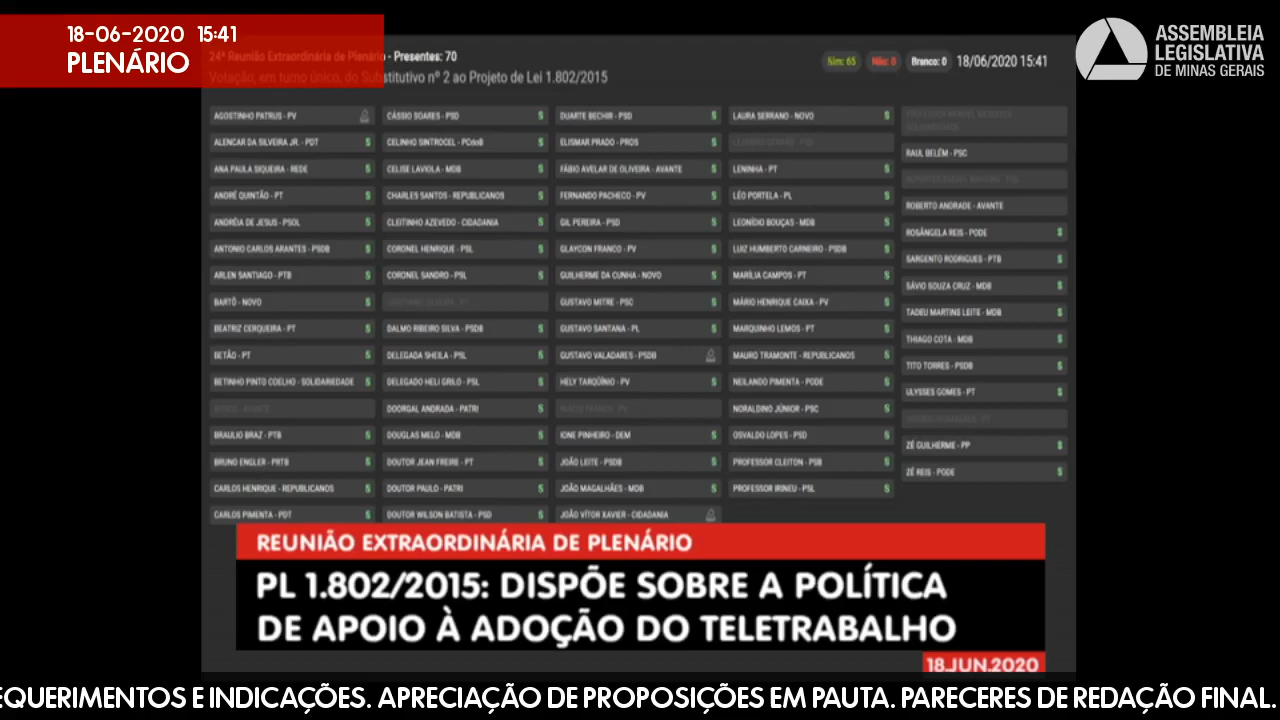 18-06-2020 15:41
PLENÁRIO
ASSEMBLEIA
LEGISLATIVA
DE MINAS GERAIS
24ª Reunião Extraordinária de Plenário - Presentes: 70
Votação, em turno único, do Substitutivo nº 2 ao Projeto de Lei 1.802/2015
Sim: 65 Não: 0 Branco: 0 18/06/2020 15:41
AGOSTINHO PATRUS - PV
ALENCAR DA SILVEIRA JR. - PDT S
ANA PAULA SIQUEIRA - REDE S
ANDRÉ QUINTÃO - PT S
ANDRÉIA DE JESUS - PSOL S
ANTONIO CARLOS ARANTES - PSDB S
ARLEN SANTIAGO - PTB S
BARTÔ - NOVO S
BEATRIZ CERQUEIRA - PT S
BETÃO - PT S
BETINHO PINTO COELHO - SOLIDARIEDADE S
BOSCO - AVANTE
BRAULIO BRAZ - PTB S
BRUNO ENGLER - PRTB S
CARLOS HENRIQUE - REPUBLICANOS S
CARLOS PIMENTA - PDT S
CÁSSIO SOARES - PSD S
CELINHO SINTROCEL - PCdoB S
CELISE LAVIOLA - MDB S
CHARLES SANTOS - REPUBLICANOS S
CLEITINHO AZEVEDO - CIDADANIA S
CORONEL HENRIQUE - PSL S
CORONEL SANDRO - PSL S
CRISTIANO SILVEIRA - PT
DALMO RIBEIRO SILVA - PSDB S
DELEGADA SHEILA - PSL S
DELEGADO HELI GRILO - PSL S
DOORGAL ANDRADA - PATRI S
DOUGLAS MELO - MDB S
DOUTOR JEAN FREIRE - PT S
DOUTOR PAULO - PATRI S
DOUTOR WILSON BATISTA - PSD S
DUARTE BECHIR - PSD S
ELISMAR PRADO - PROS S
FÁBIO AVELAR DE OLIVEIRA - AVANTE S
FERNANDO PACHECO - PV S
GIL PEREIRA - PSD S
GLAYCON FRANCO - PV S
GUILHERME DA CUNHA - NOVO S
GUSTAVO MITRE - PSC S
GUSTAVO SANTANA - PL S
GUSTAVO VALADARES - PSDB
HELY TARQÜÍNIO - PV S
INÁCIO FRANCO - PV
IONE PINHEIRO - DEM S
JOÃO LEITE - PSDB S
JOÃO MAGALHÃES - MDB S
JOÃO VÍTOR XAVIER - CIDADANIA
LAURA SERRANO - NOVO S
LENINHA - PT S
LÉO PORTELA - PL S
LEONÍDIO BOUÇAS - MDB S
LUIZ HUMBERTO CARNEIRO - PSDB S
MARÍLIA CAMPOS - PT S
MÁRIO HENRIQUE CAIXA - PV S
MARQUINHO LEMOS - PT S
MAURO TRAMONTE - REPUBLICANOS S
NEILANDO PIMENTA - PODE S
NORALDINO JÚNIOR - PSC S
OSVALDO LOPES - PSD S
PROFESSOR CLEITON - PSB S
PROFESSOR IRINEU - PSL S
RAUL BELÉM - PSC
ROBERTO ANDRADE - AVANTE
ROSÂNGELA REIS - PODE S
SARGENTO RODRIGUES - PTB S
SÁVIO SOUZA CRUZ - MDB S
TADEU MARTINS LEITE - MDB S
THIAGO COTA - MDB S
TITO TORRES - PSDB S
ULYSSES GOMES - PT S
ZÉ GUILHERME - PP S
ZÉ REIS - PODE S
REUNIÃO EXTRAORDINÁRIA DE PLENÁRIO
PL 1.802/2015: DISPÕE SOBRE A POLÍTICA
DE APOIO À ADOÇÃO DO TELETRABALHO
18.JUN.2020
EQUERIMENTOS E INDICAÇÕES. APRECIAÇÃO DE PROPOSIÇÕES EM PAUTA. PARECERES DE REDAÇÃO FINAL.